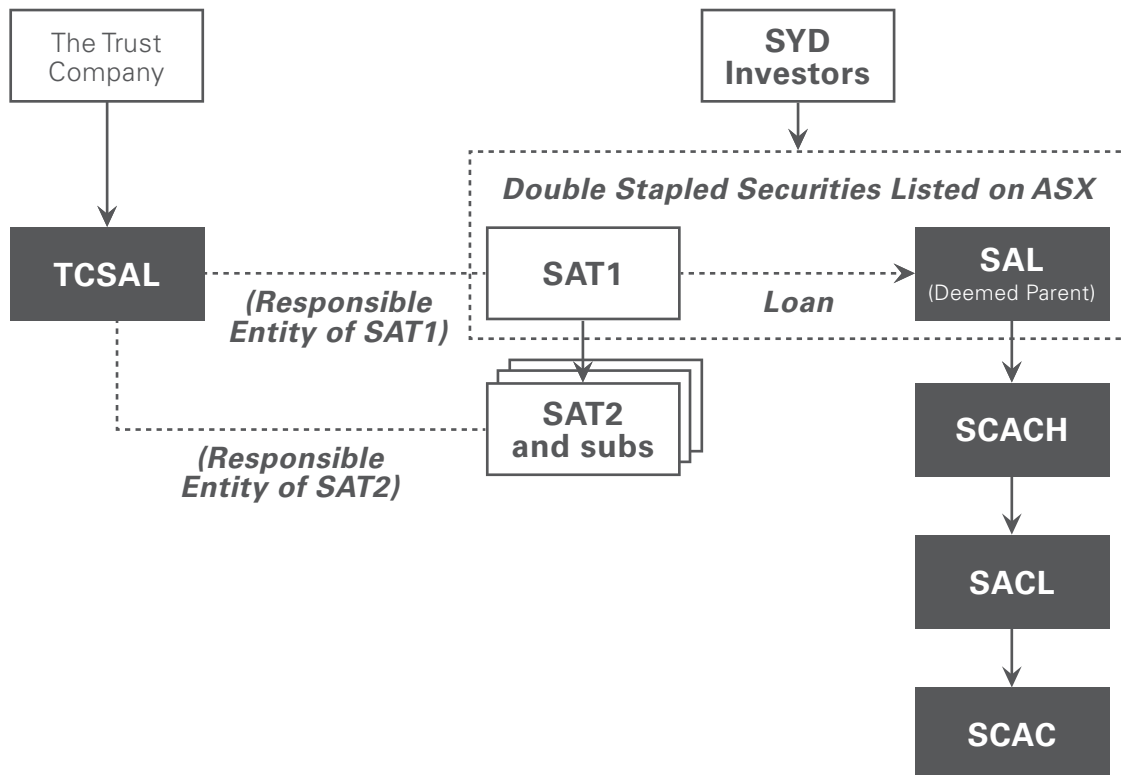 The Trust
Company
SYD
Investors
Double Stapled Securities Listed on ASX
TCSAL
(Responsible
Entity of SAT1)
SAT1
Loan
SAL
(Deemed Parent)
SAT2
and subs
(Responsible
Entity of SAT2)
SCACH
SACL
SCAC